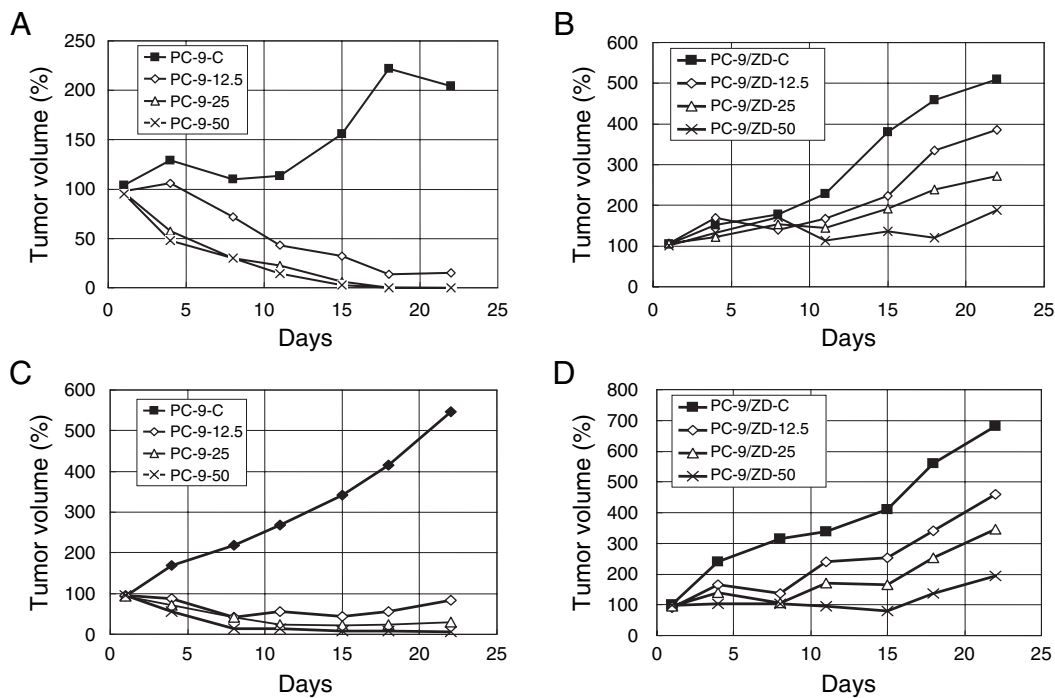 A
Tumor volume (%)
250
200
150
100
50
0
PC-9-C
PC-9-12.5
PC-9-25
PC-9-50
0 5 10 15 20 25
Days
B
Tumor volume (%)
600
500
400
300
200
100
0
PC-9/ZD-C
PC-9/ZD-12.5
PC-9/ZD-25
PC-9/ZD-50
0 5 10 15 20 25
Days
C
Tumor volume (%)
600
500
400
300
200
100
0
PC-9-C
PC-9-12.5
PC-9-25
PC-9-50
0 5 10 15 20 25
Days
D
Tumor volume (%)
800
700
600
500
400
300
200
100
0
PC-9/ZD-C
PC-9/ZD-12.5
PC-9/ZD-25
PC-9/ZD-50
0 5 10 15 20 25
Days